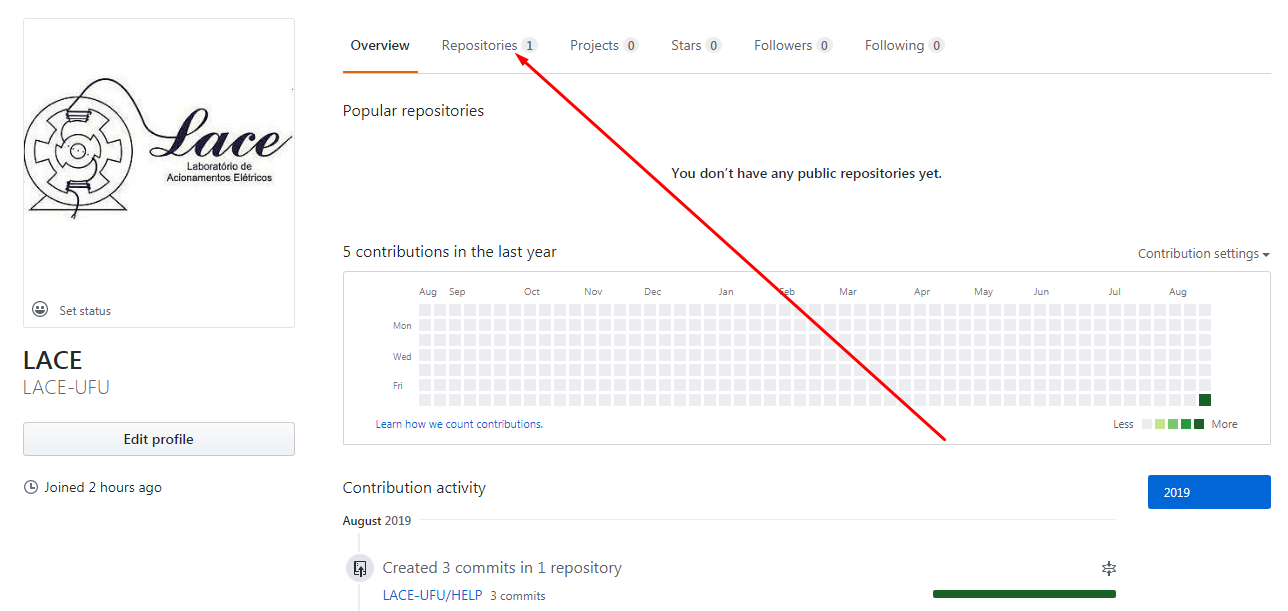 Lace
Laboratório de
Acionamentos Elétricos
Set status
LACE
LACE-UFU
Edit profile
Joined 2 hours ago
Overview Repositories 1 Projects 0 Stars 0 Followers 0 Following 0
Popular repositories
You don’t have any public repositories yet.
5 contributions in the last year
Contribution settings
Aug Sep Oct Nov Dec Jan Feb Mar Apr May Jun Jul Aug
Mon
Wed
Fri
Learn how we count contributions.
Less More
Contribution activity
2019
August 2019
Created 3 commits in 1 repository
LACE-UFU/HELP 3 commits